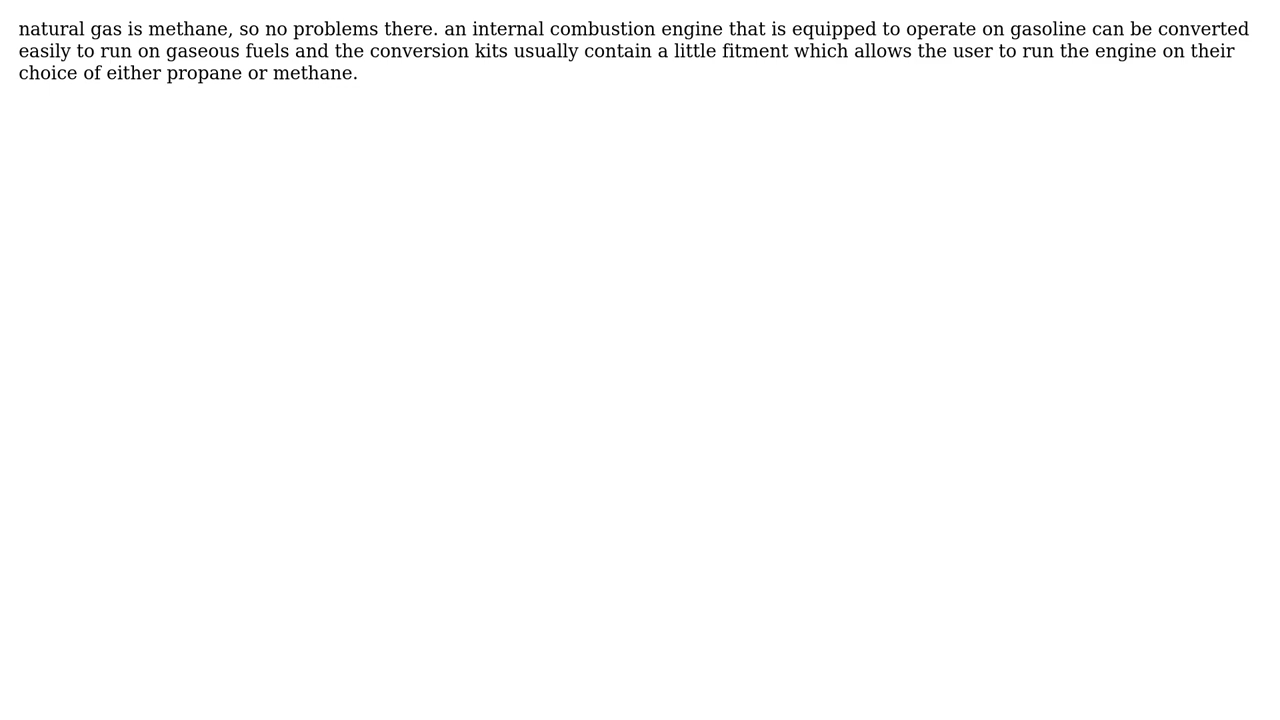 natural gas is methane, so no problems there. an internal combustion engine that is equipped to operate on gasoline can be converted
easily to run on gaseous fuels and the conversion kits usually contain a little fitment which allows the user to run the engine on their
choice of either propane or methane.